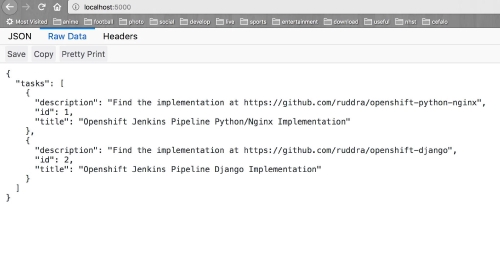 localhost:5000
Most Visited anime football photo social develop live sports entertainment download useful nhst cefalo
JSON Raw Data Headers
Save Copy Pretty Print
{
"tasks": [
{
"description": "Find the implementation at https://github.com/ruddra/openshift-python-nginx",
"id": 1,
"title": "Openshift Jenkins Pipeline Python/Nginx Implementation"
},
{
"description": "Find the implementation at https://github.com/ruddra/openshift-django",
"id": 2,
"title": "Openshift Jenkins Pipeline Django Implementation"
}
]
}